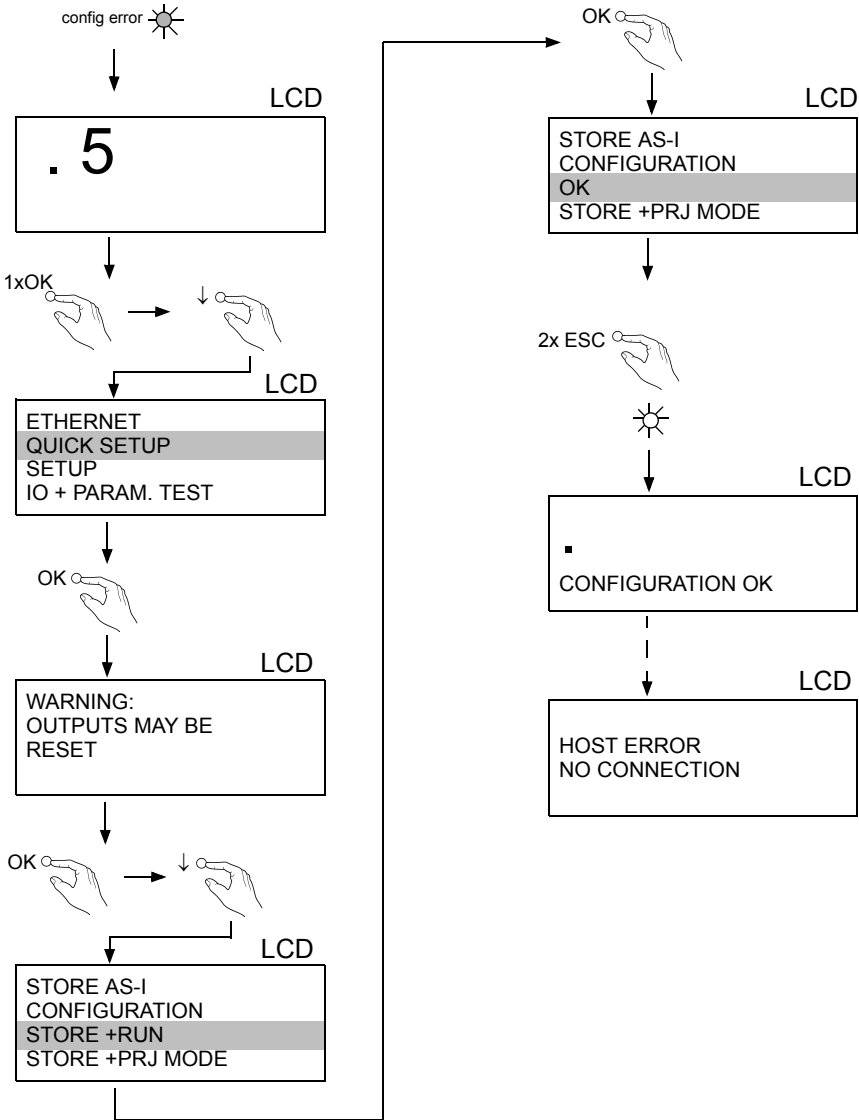 config error
LCD
. 5
1xOK
↓
LCD
ETHERNET
QUICK SETUP
SETUP
IO + PARAM. TEST
OK
LCD
WARNING:
OUTPUTS MAY BE
RESET
OK
↓
LCD
STORE AS-I
CONFIGURATION
STORE +RUN
STORE +PRJ MODE
OK
LCD
STORE AS-I
CONFIGURATION
OK
STORE +PRJ MODE
2x ESC
LCD
.
CONFIGURATION OK
LCD
HOST ERROR
NO CONNECTION